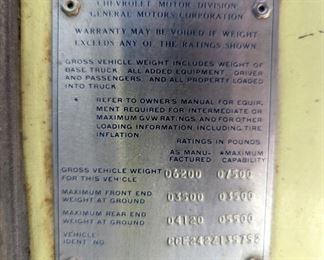 CHEVROLET MOTOR DIVISION
GENERAL MOTORS CORPORATION
WARRANTY MAY BE VOIDED IF WEIGHT
EXCEEDS ANY OF THE RATINGS SHOWN
GROSS VEHICLE WEIGHT INCLUDES WEIGHT OF
BASE TRUCK, ALL ADDED EQUIPMENT, DRIVER
AND PASSENGERS, AND ALL PROPERTY LOADED
INTO TRUCK
REFER TO OWNER'S MANUAL FOR EQUIP-
MENT REQUIRED FOR INTERMEDIATE OR
MAXIMUM GVW RATINGS AND FOR OTHER
LOADING INFORMATION, INCLUDING TIRE
INFLATION.
RATINGS IN POUNDS
AS MANU- *MAXIMUM
FACTURED CAPABILITY
GROSS VEHICLE WEIGHT
FOR THIS VEHICLE 06200 07500
MAXIMUM FRONT END
WEIGHT AT GROUND 03500 03500
MAXIMUM REAR END
WEIGHT AT GROUND 04120 05500
VEHICLE
IDENT NO